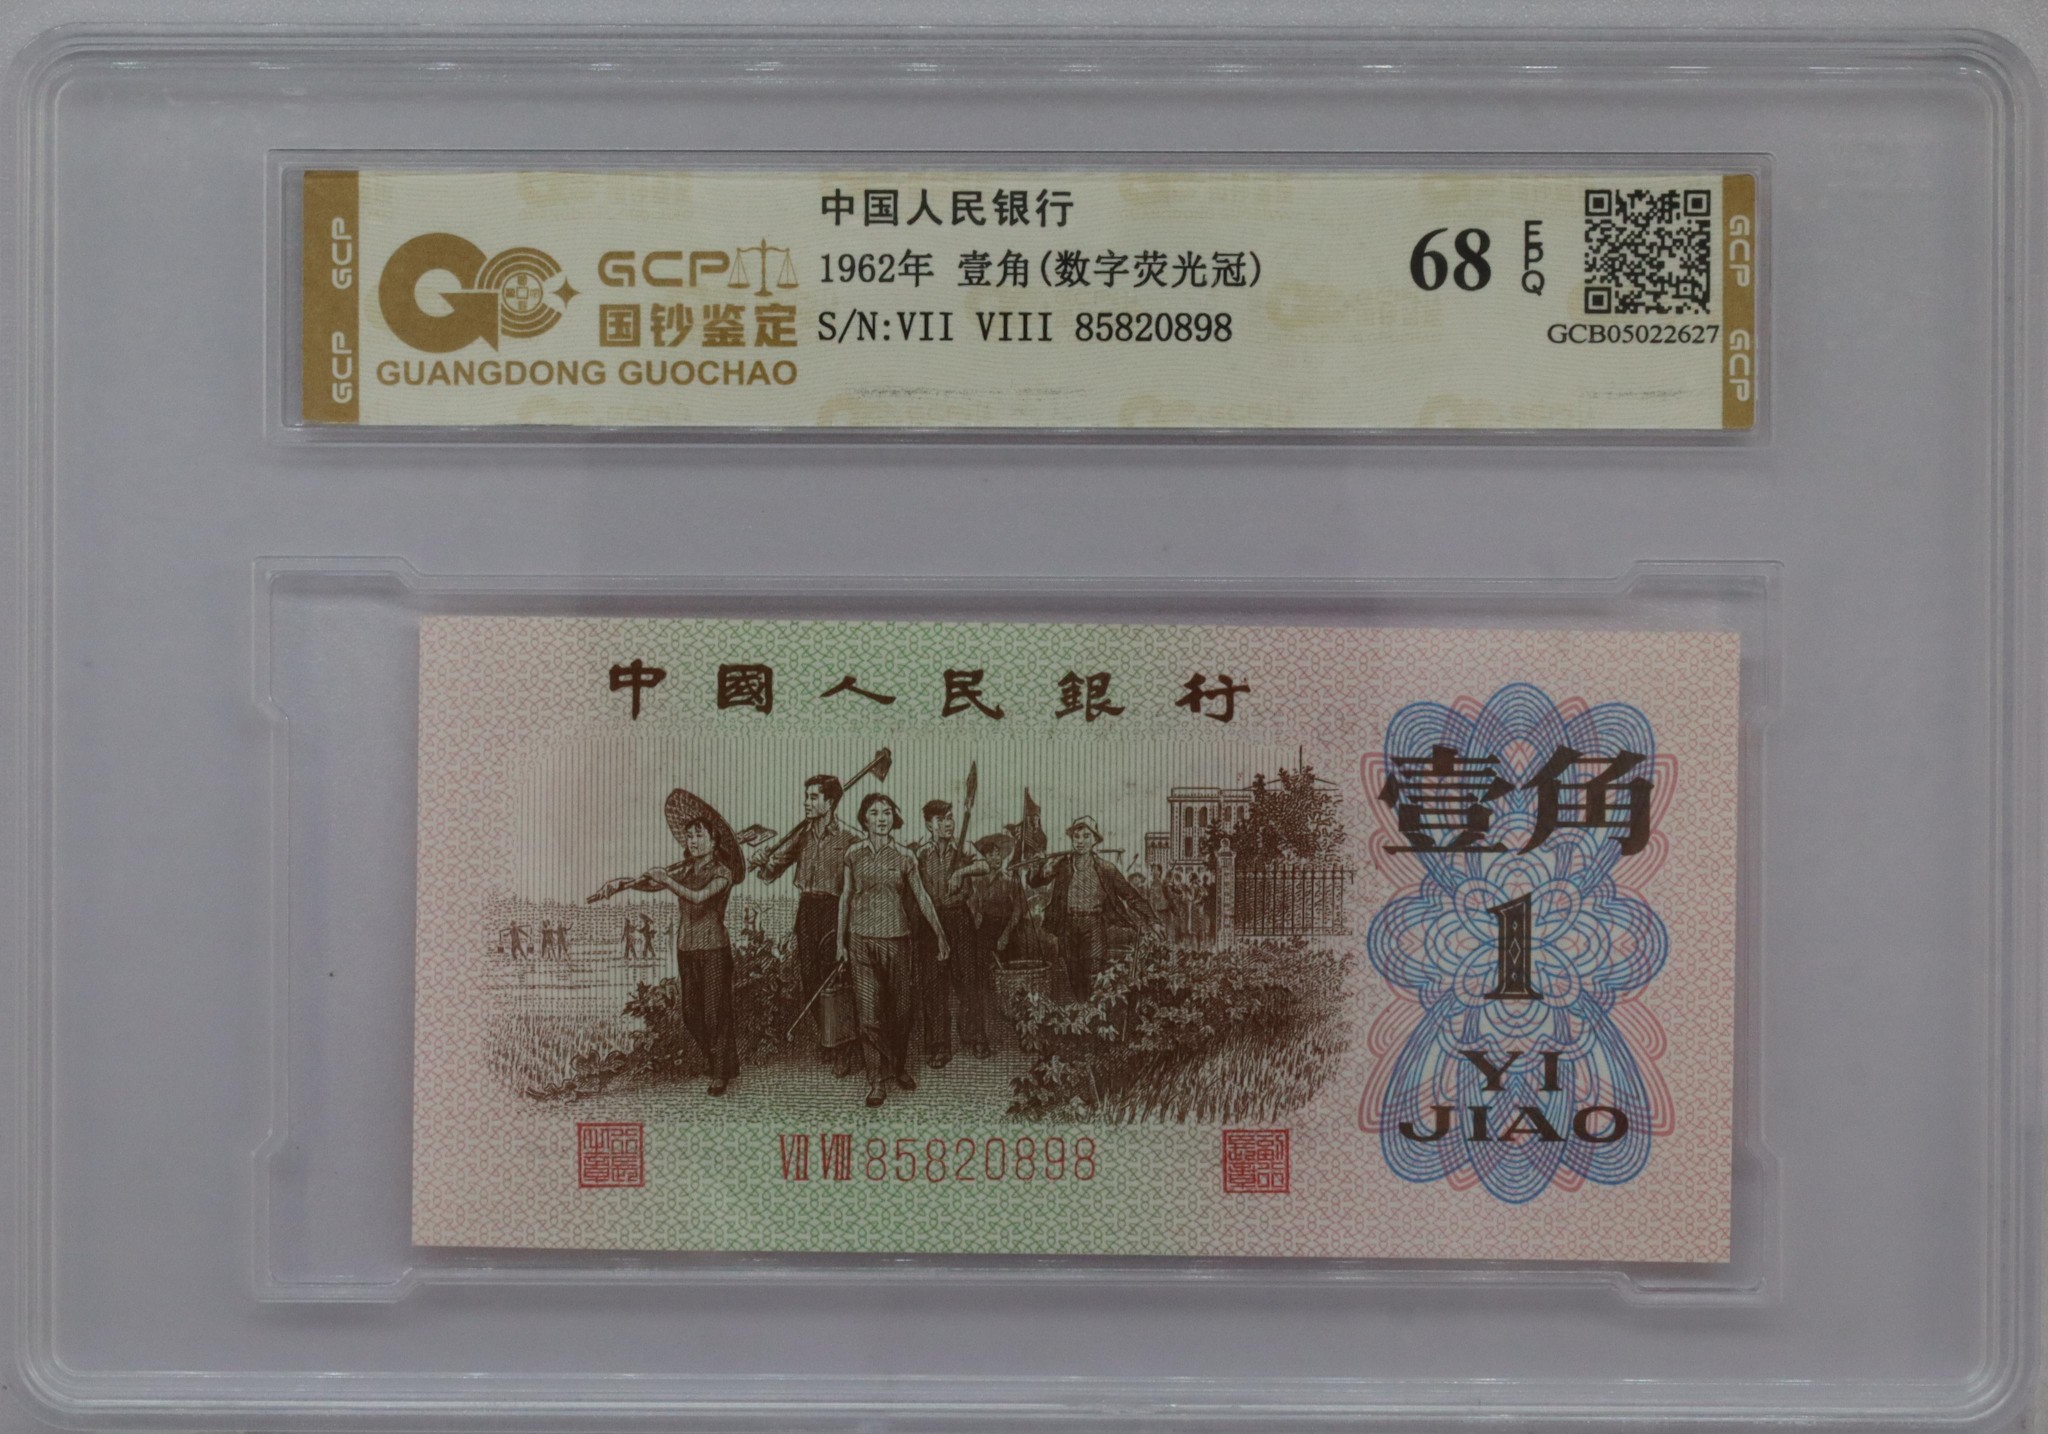 GCP
GCP
GCP
国钞鉴定
GUANGDONG GUOCHAO
中国人民银行
1962年 壹角(数字荧光冠)
S/N:VII VIII 85820898
68
EPQ
GCB05022627
GCP
GCP
中國人民銀行
壹角
1
YI
JIAO
VII VIII 85820898